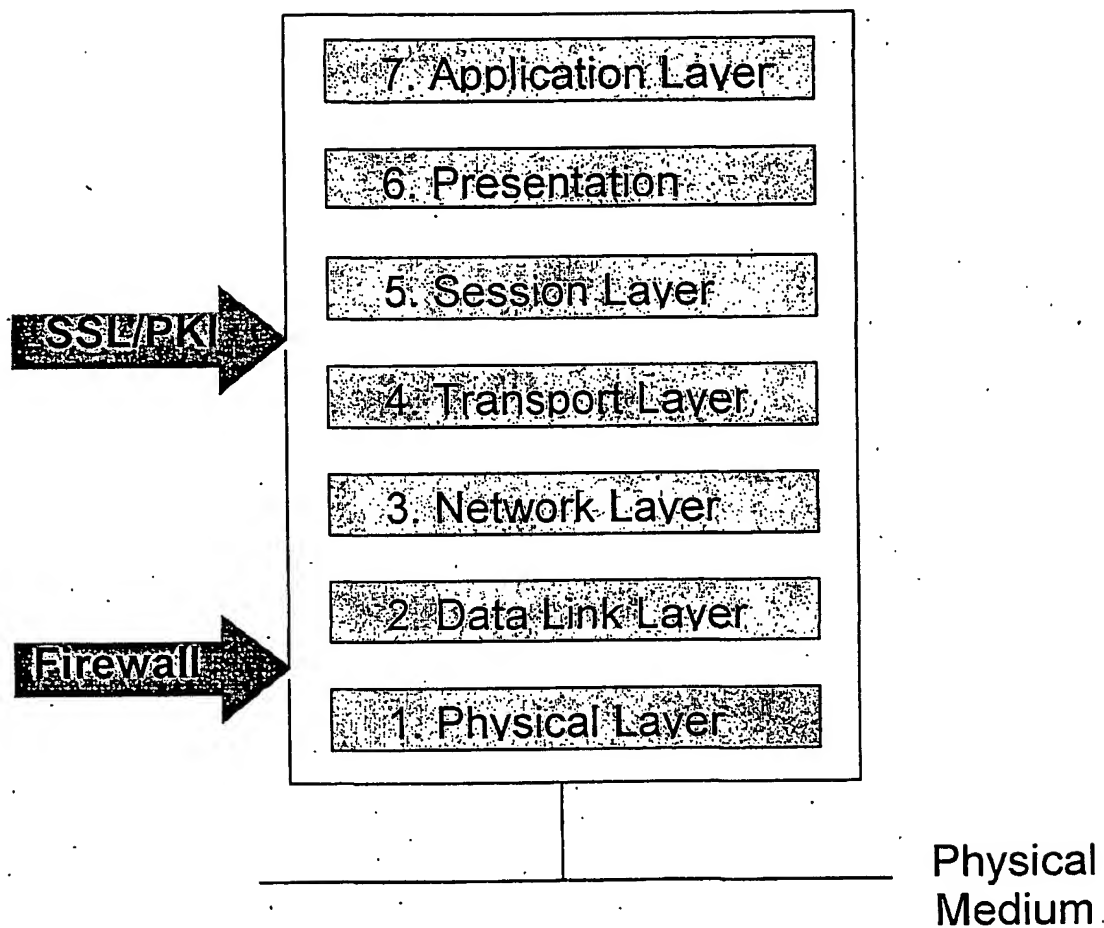 7. Application Layer
6. Presentation
5. Session Layer
SSL/PKI
4. Transport Layer
3. Network Layer
2. Data Link Layer
Firewall
1. Physical Layer
Physical
Medium